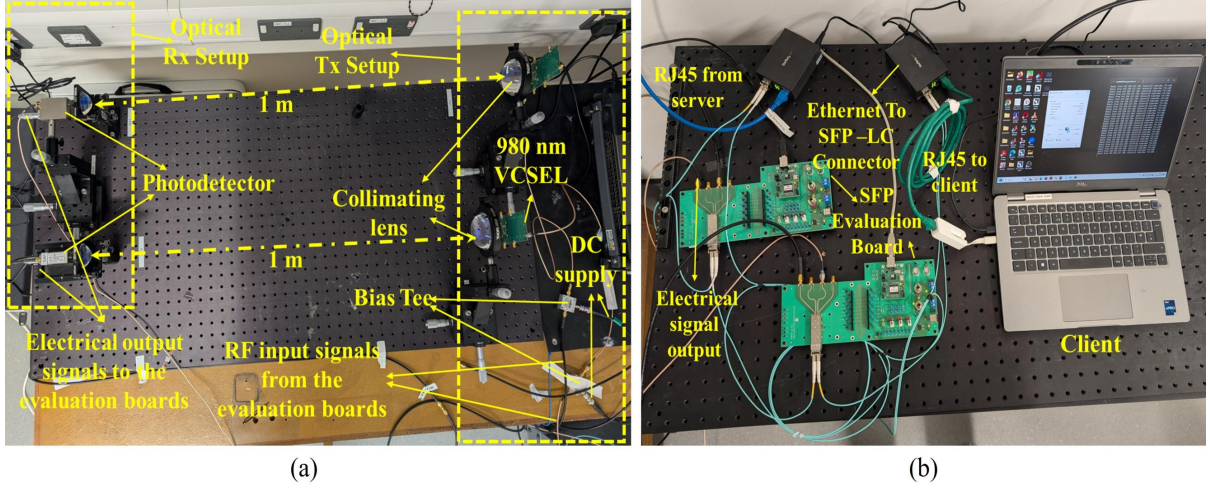 Optical
Rx Setup
Optical
Tx Setup
1 m
980 nm
VCSEL
Photodetector
Collimating
lens
DC
supply
1 m
Bias Tee
Electrical output
signals to the
evaluation boards
RF input signals
from the
evaluation boards
(a)
RJ45 from
server
Ethernet To
SFP –LC
Connector
RJ45 to
client
SFP
Evaluation
Board
Electrical
signal
output
Client
DELL
(b)